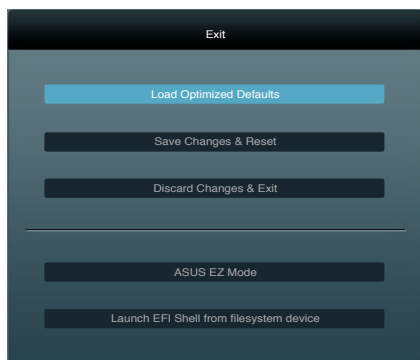 Exit
Load Optimized Defaults
Save Changes & Reset
Discard Changes & Exit
ASUS EZ Mode
Launch EFI Shell from filesystem device